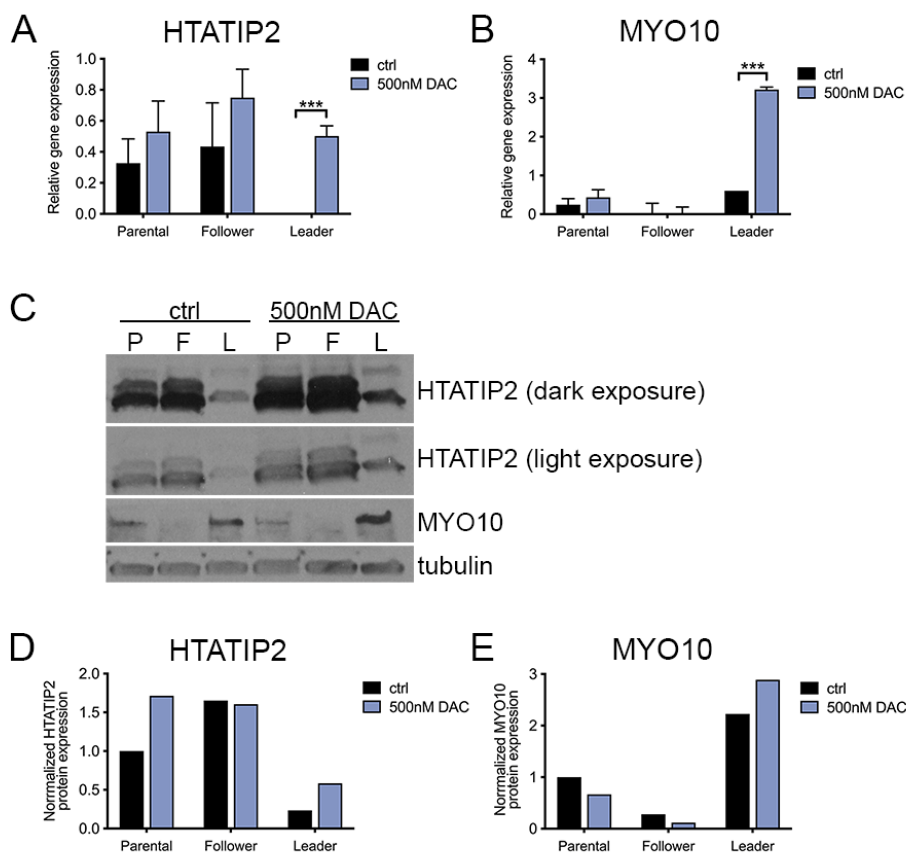 A
HTATIP2
Relative gene expression
1.0
0.8
0.6
0.4
0.2
0.0
***
ctrl
500nM DAC
Parental Follower Leader
B
MYO10
Relative gene expression
4
3
2
1
0
***
ctrl
500nM DAC
Parental Follower Leader
C
ctrl 500nM DAC
P F L P F L
HTATIP2 (dark exposure)
HTATIP2 (light exposure)
MYO10
tubulin
D
HTATIP2
Norrmalized HTATIP2
protein expression
2.0
1.5
1.0
0.5
0.0
ctrl
500nM DAC
Parental Follower Leader
E
MYO10
Norrmalized MYO10
protein expression
3
2
1
0
ctrl
500nM DAC
Parental Follower Leader